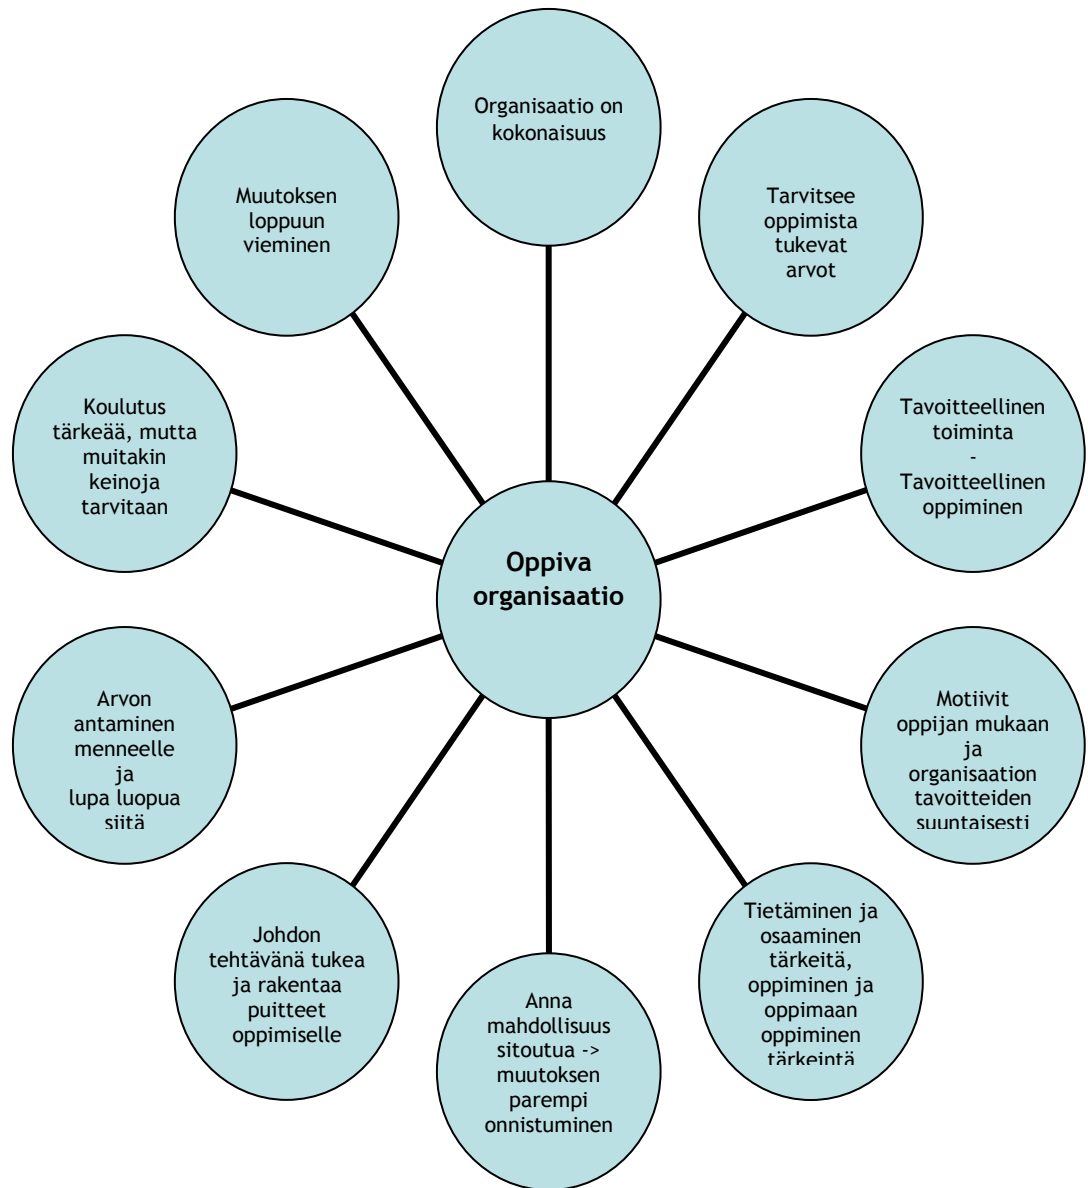 Organisaatio on
kokonaisuus
Tarvitsee
oppimista
tukevat
arvot
Tavoitteellinen
toiminta
-
Tavoitteellinen
oppiminen
Motiivit
oppijan mukaan
ja
organisaation
tavoitteiden
suuntaisesti
Tietäminen ja
osaaminen
tärkeitä,
oppiminen ja
oppimaan
oppiminen
tärkeintä
Anna
mahdollisuus
sitoutua ->
muutoksen
parempi
onnistuminen
Johdon
tehtävänä tukea
ja rakentaa
puitteet
oppimiselle
Arvon
antaminen
menneelle
ja
lupa luopua
siitä
Koulutus
tärkeää, mutta
muitakin
keinoja
tarvitaan
Muutoksen
loppuun
vieminen
Oppiva
organisaatio